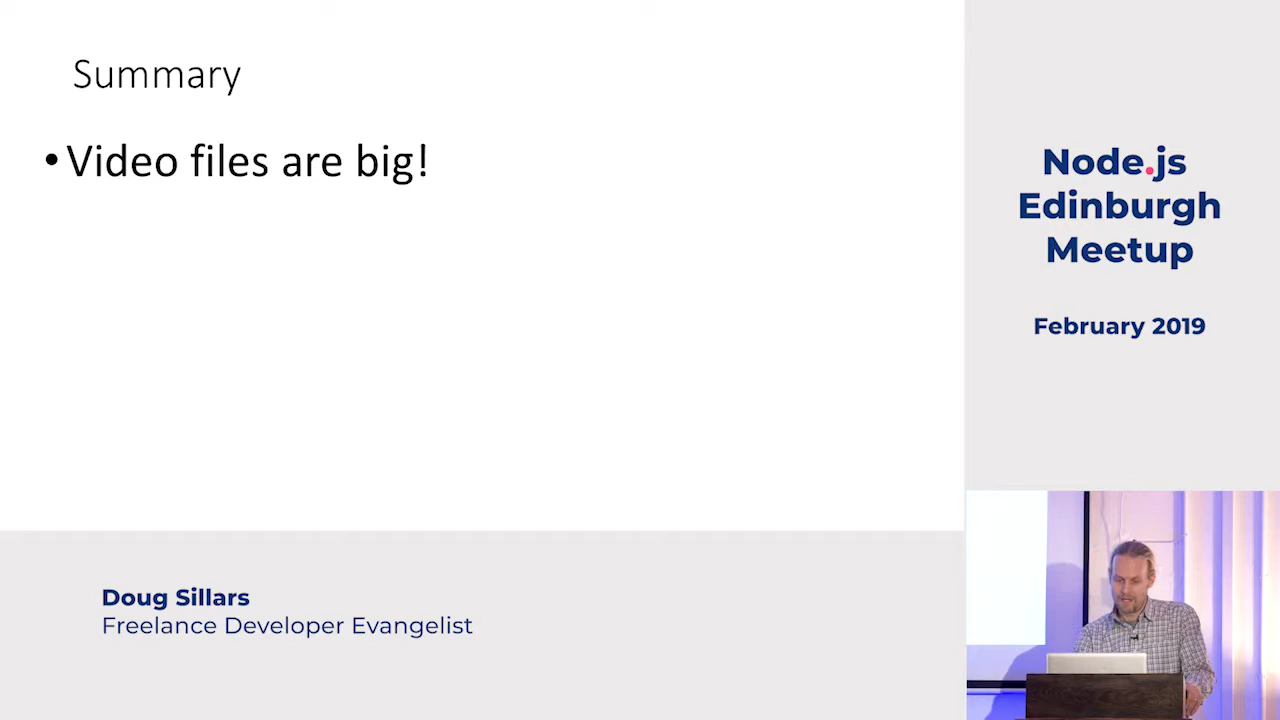 Summary
• Video files are big!
Node.js
Edinburgh
Meetup
February 2019
Doug Sillars
Freelance Developer Evangelist